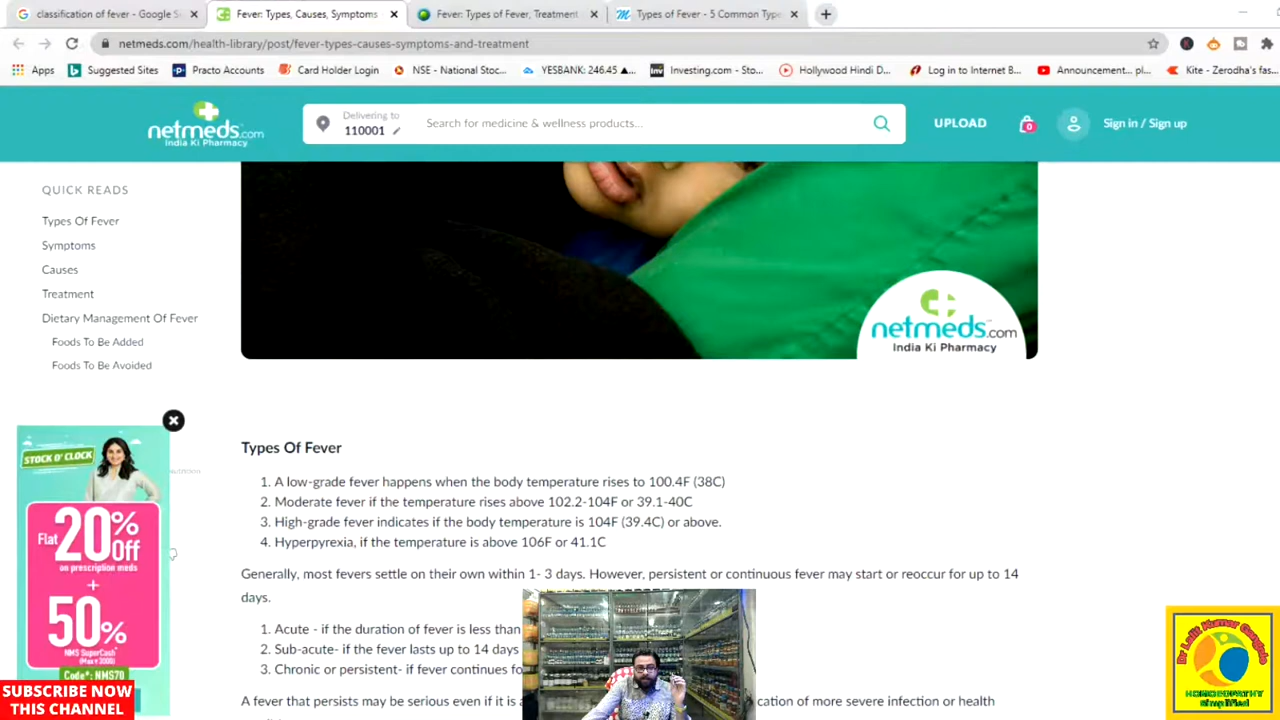 classification of fever - Google S
Fever: Types, Causes, Symptoms
Fever: Types of Fever, Treatment
Types of Fever - 5 Common Type
netmeds.com/health-library/post/fever-types-causes-symptoms-and-treatment
Apps
Suggested Sites
Practo Accounts
Card Holder Login
NSE - National Stoc...
YESBANK: 246.45 ▲...
Inv
Investing.com - Sto...
Hollywood Hindi D...
Log in to Internet B...
Announcement... pl...
Kite - Zerodha's fas...
netmeds.com
India Ki Pharmacy
Delivering to
110001
Search for medicine & wellness products...
UPLOAD
0
Sign in / Sign up
QUICK READS
Types Of Fever
Symptoms
Causes
Treatment
Dietary Management Of Fever
Foods To Be Added
Foods To Be Avoided
netmeds.com
India Ki Pharmacy
STOCK O' CLOCK
Flat 20% Off
on prescription meds
+
50%
NMS SuperCash
(Max ₹3000)
Code*: NMS70
SUBSCRIBE NOW
THIS CHANNEL
Types Of Fever
1. A low-grade fever happens when the body temperature rises to 100.4F (38C)
2. Moderate fever if the temperature rises above 102.2-104F or 39.1-40C
3. High-grade fever indicates if the body temperature is 104F (39.4C) or above.
4. Hyperpyrexia, if the temperature is above 106F or 41.1C
Generally, most fevers settle on their own within 1- 3 days. However, persistent or continuous fever may start or reoccur for up to 14
days.
1. Acute - if the duration of fever is less than
2. Sub-acute- if the fever lasts up to 14 days
3. Chronic or persistent- if fever continues fo
A fever that persists may be serious even if it is a
cation of more severe infection or health
HOMOEOPATHY
Simplified